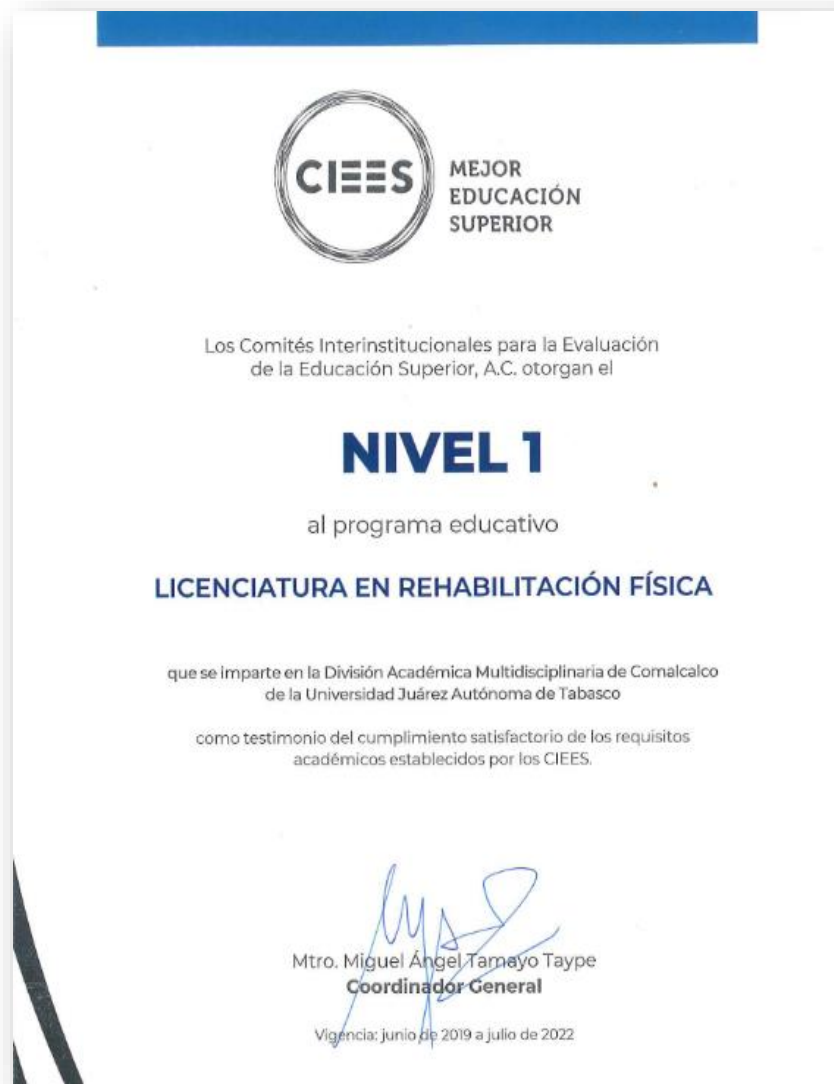 CIEES
MEJOR
EDUCACIÓN
SUPERIOR
Los Comités Interinstitucionales para la Evaluación
de la Educación Superior, A.C. otorgan el
NIVEL 1
al programa educativo
LICENCIATURA EN REHABILITACIÓN FÍSICA
que se imparte en la División Académica Multidisciplinaria de Comalcalco
de la Universidad Juárez Autónoma de Tabasco
como testimonio del cumplimiento satisfactorio de los requisitos
académicos establecidos por los CIEES.
Mtro. Miguel Ángel Tamayo Taype
Coordinador General
Vigencia: junio de 2019 a julio de 2022